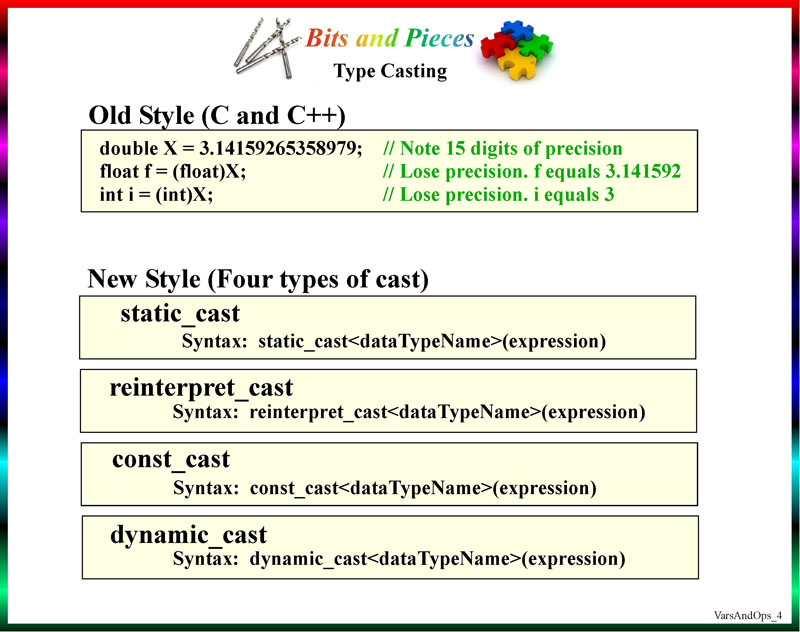 Bits and Pieces
Type Casting
Old Style (C and C++)
double X = 3.14159265358979; // Note 15 digits of precision
float f = (float)X; // Lose precision. f equals 3.141592
int i = (int)X; // Lose precision. i equals 3
New Style (Four types of cast)
static_cast
Syntax: static_cast<dataTypeName>(expression)
reinterpret_cast
Syntax: reinterpret_cast<dataTypeName>(expression)
const_cast
Syntax: const_cast<dataTypeName>(expression)
dynamic_cast
Syntax: dynamic_cast<dataTypeName>(expression)
VarsAndOps_4